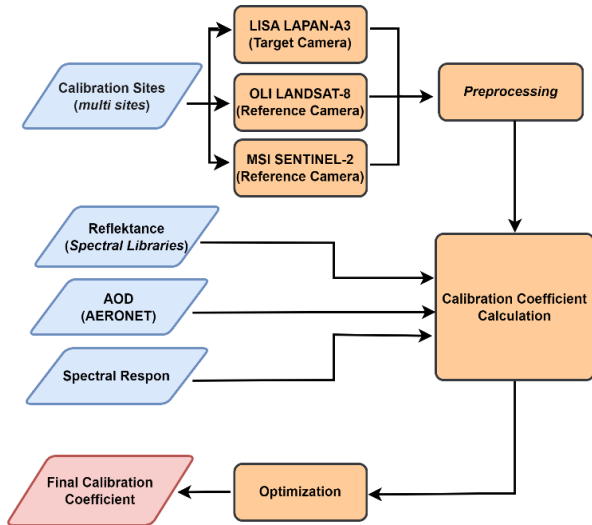 LISA LAPAN-A3
(Target Camera)
Calibration Sites
(multi sites)
OLI LANDSAT-8
(Reference Camera)
Preprocessing
MSI SENTINEL-2
(Reference Camera)
Reflektance
(Spectral Libraries)
AOD
(AERONET)
Calibration Coefficient
Calculation
Spectral Respon
Final Calibration
Coefficient
Optimization